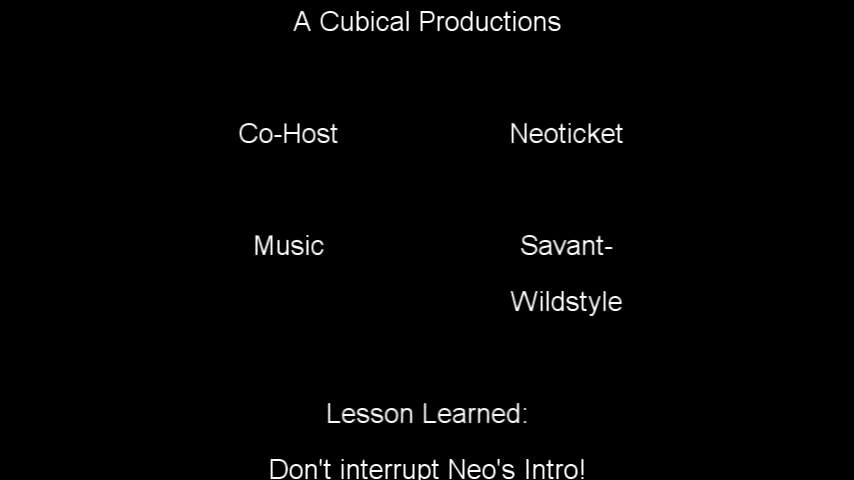 A Cubical Productions
Co-Host Neoticket
Music Savant-
Wildstyle
Lesson Learned:
Don't interrupt Neo's Intro!